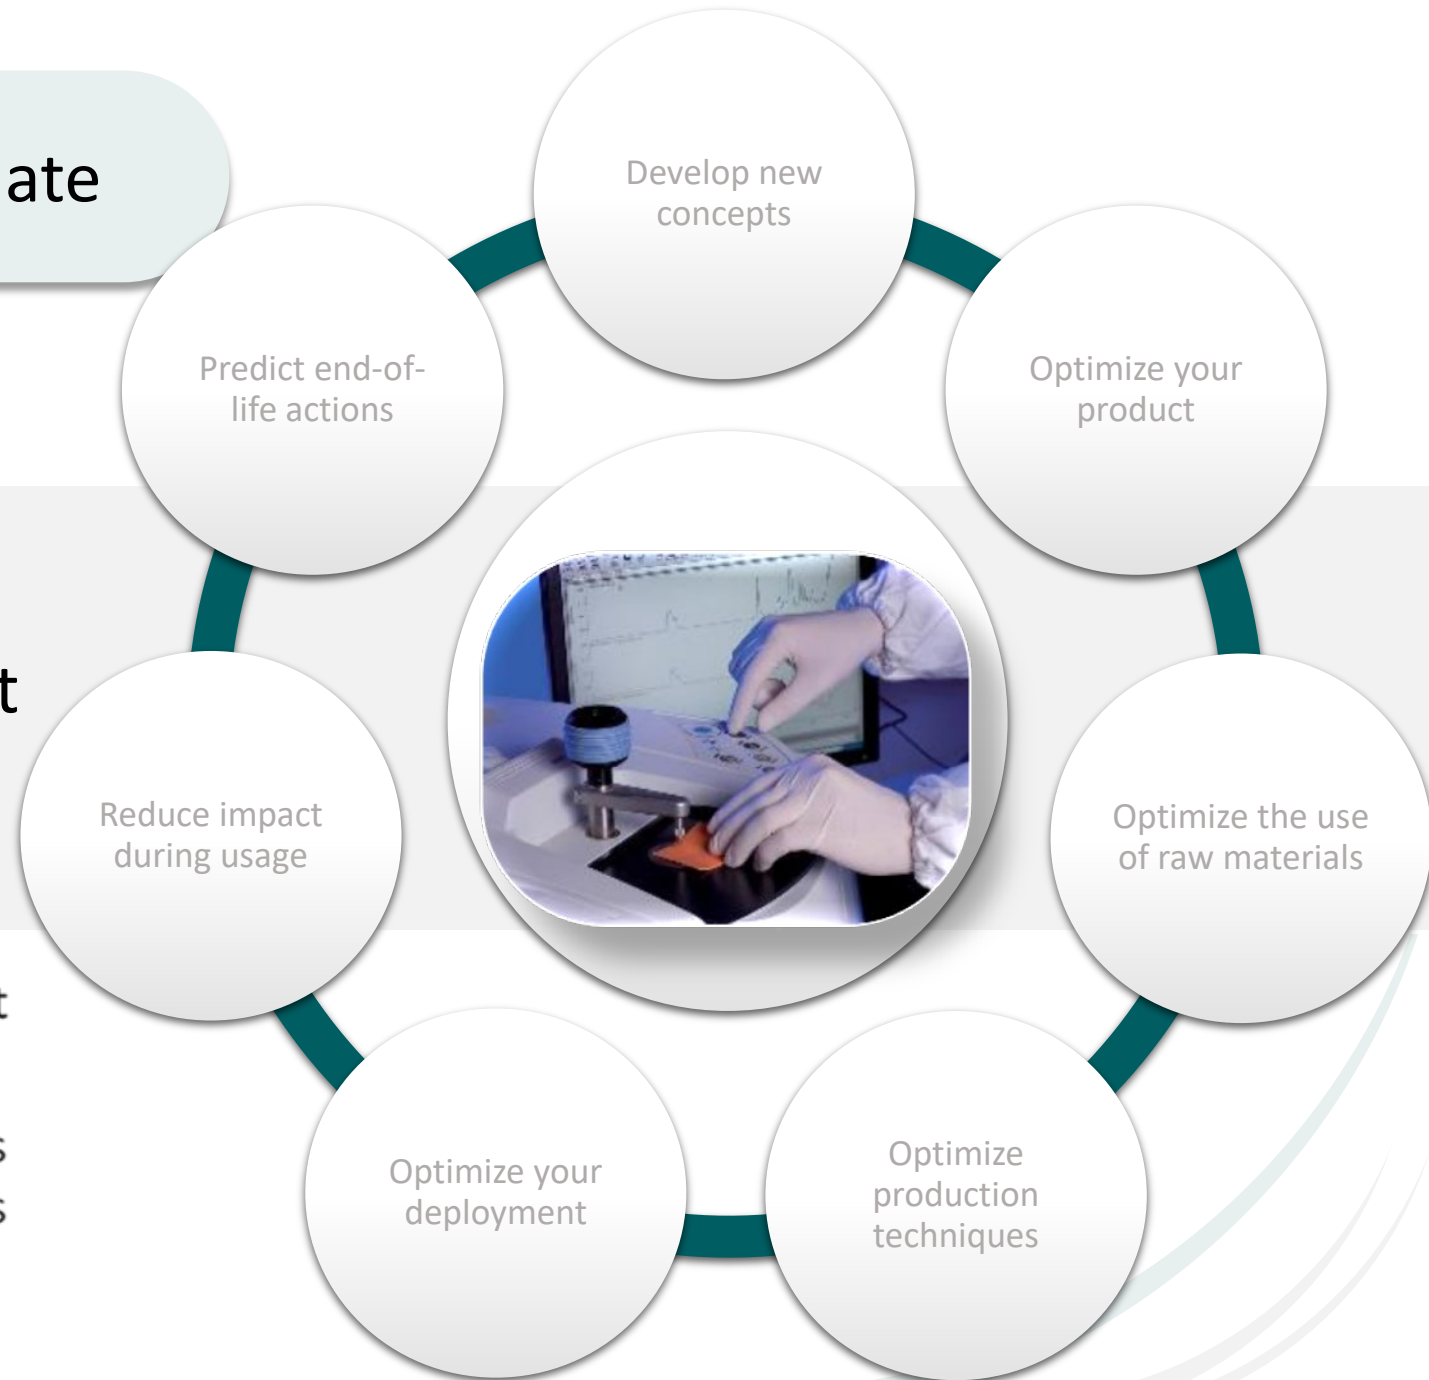 ate
Develop new
concepts
Predict end-of-
life actions
Optimize your
product
t
Reduce impact
during usage
Optimize the use
of raw materials
t
s
s
Optimize your
deployment
Optimize
production
techniques